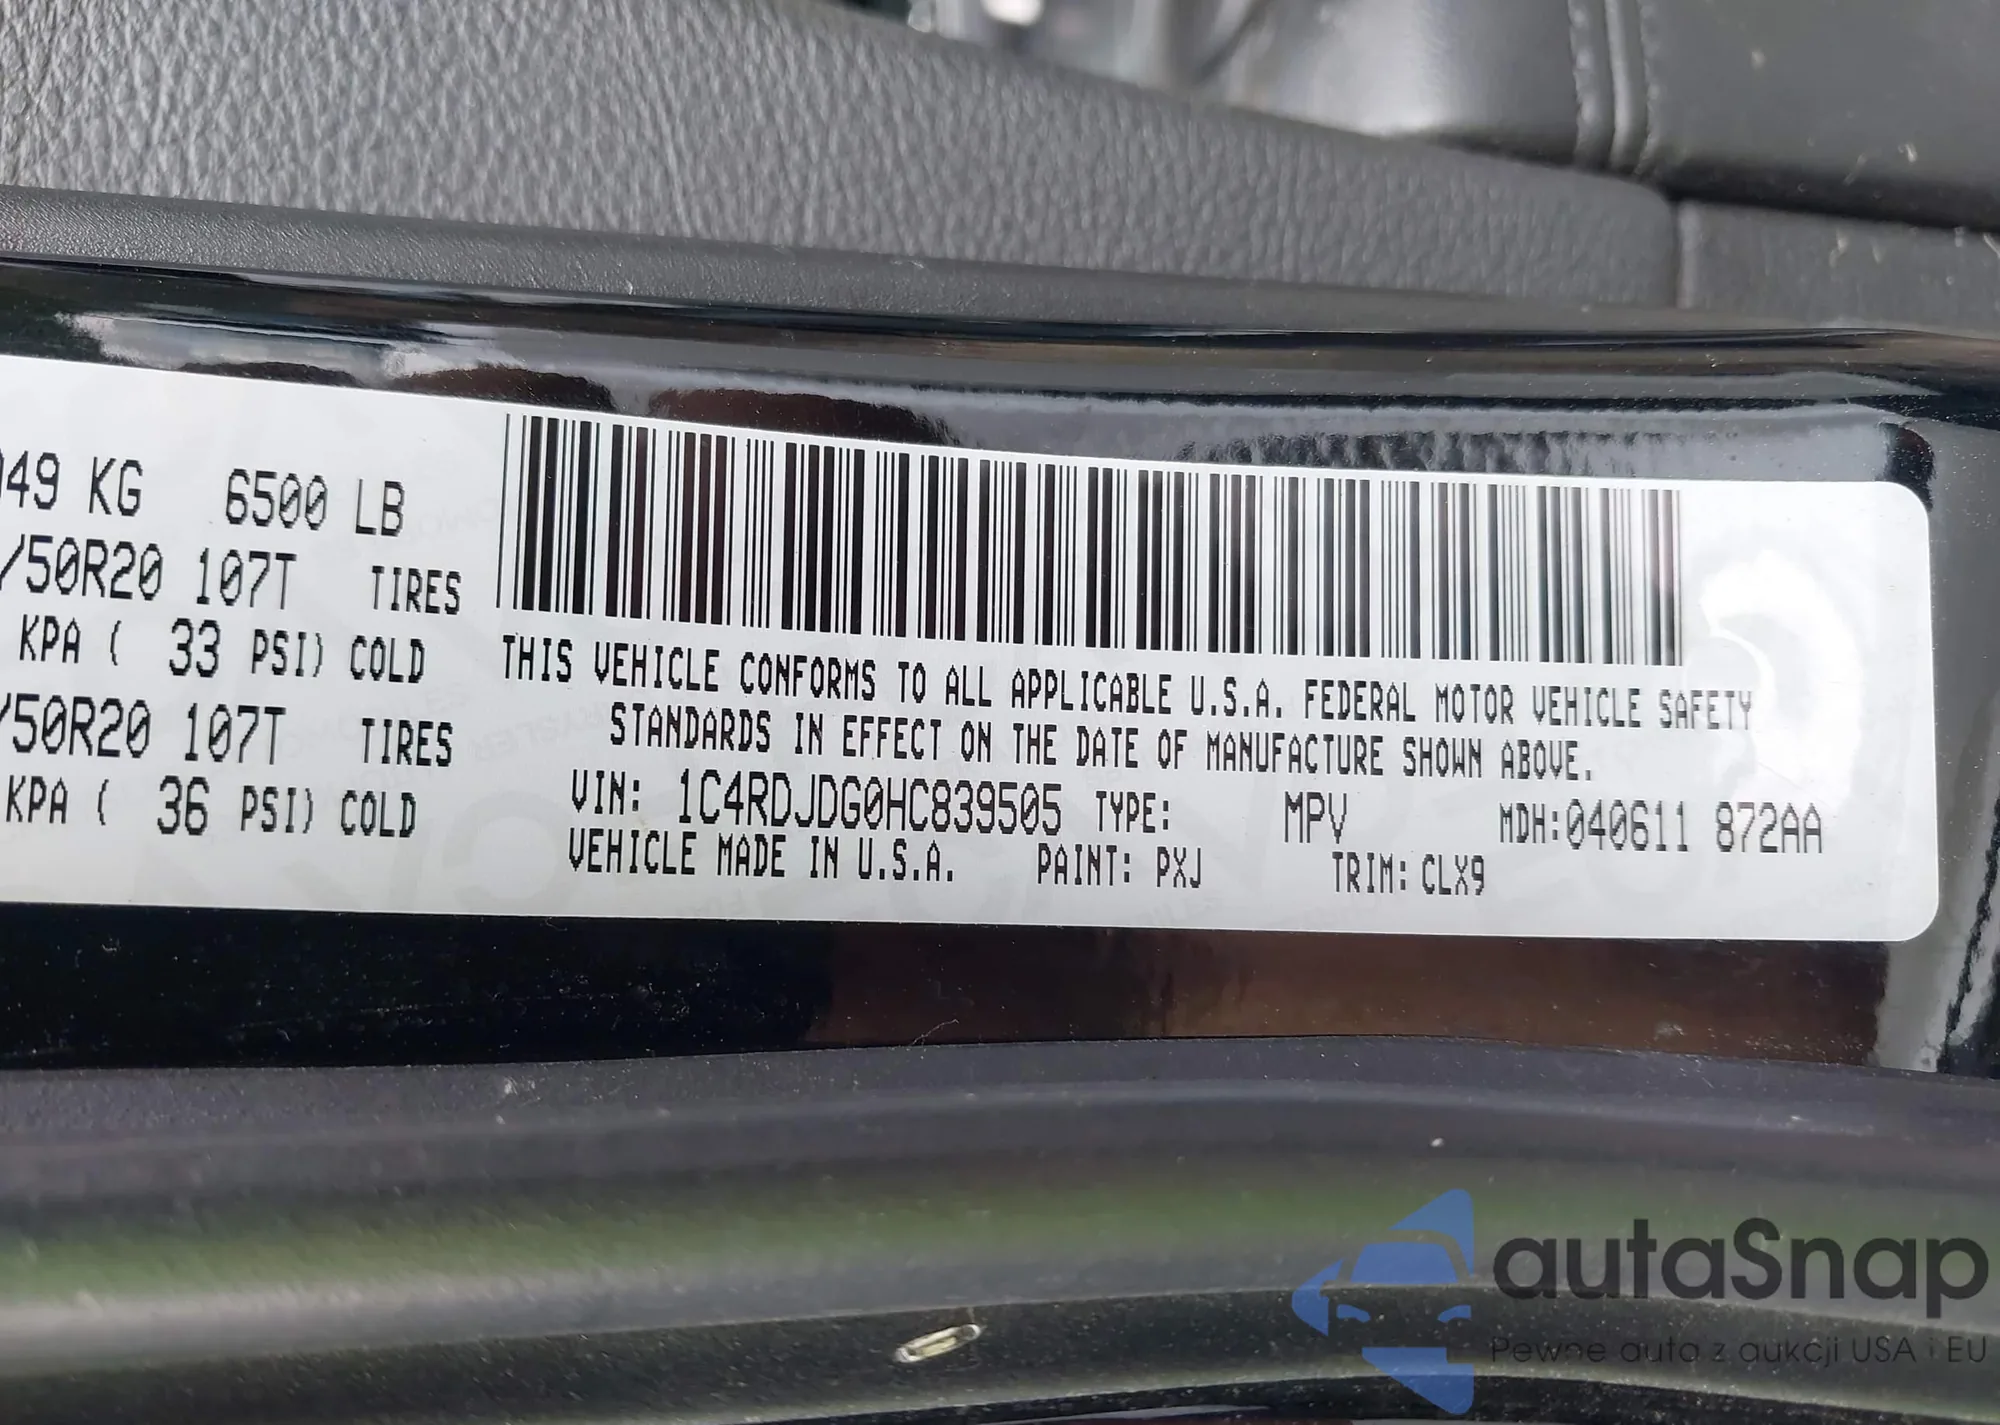 49 KG 6500 LB
/50R20 107T TIRES
KPA ( 33 PSI) COLD
/50R20 107T TIRES
KPA ( 36 PSI) COLD
THIS VEHICLE CONFORMS TO ALL APPLICABLE U.S.A. FEDERAL MOTOR VEHICLE SAFETY
STANDARDS IN EFFECT ON THE DATE OF MANUFACTURE SHOWN ABOVE.
VIN: 1C4RDJDG0HC839505 TYPE: MPV MDH:040611 872AA
VEHICLE MADE IN U.S.A. PAINT: PXJ TRIM: CLX9
autaSnap
Pewne auta z aukcji USA i EU